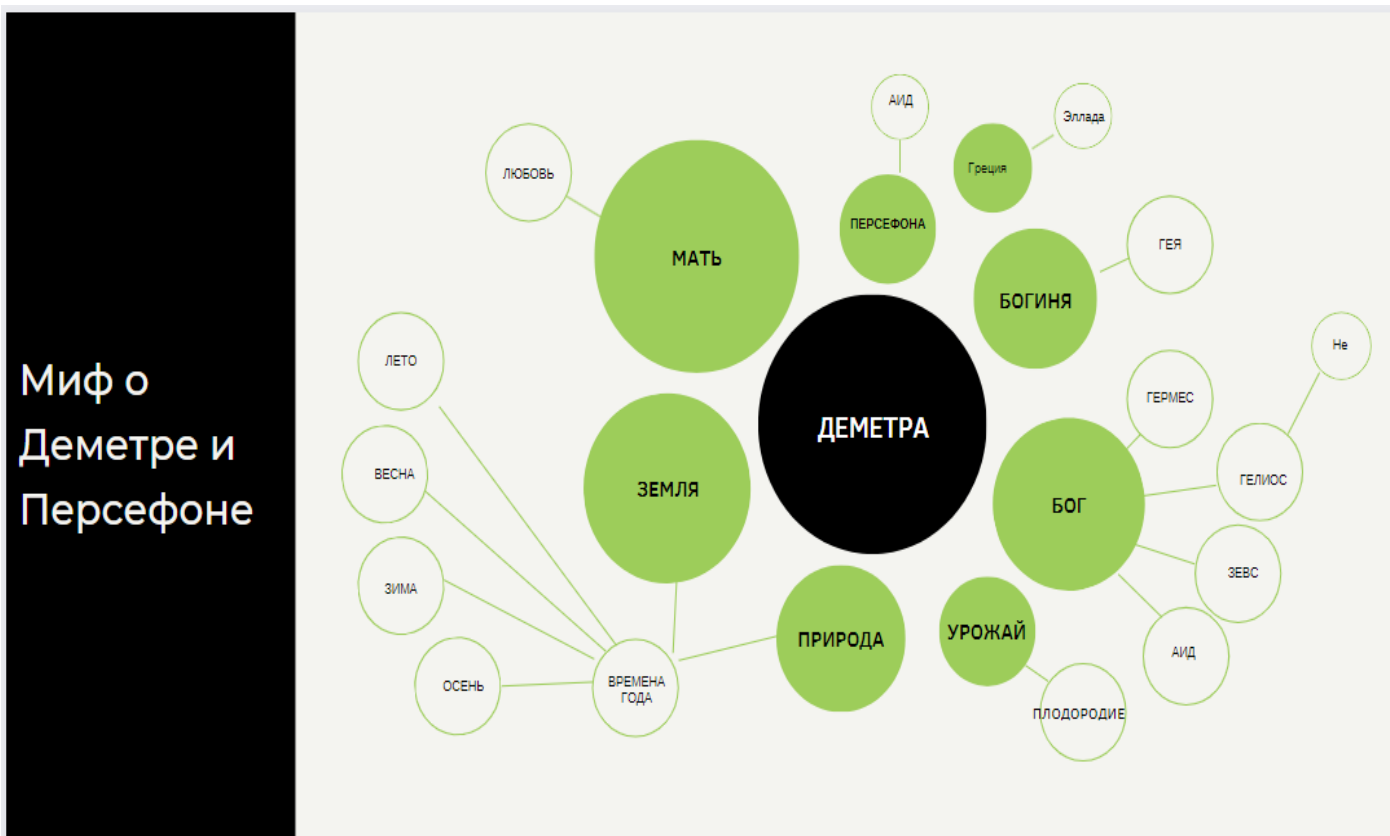 Миф о
Деметре и
Персефоне
АИД
Эллада
ЛЮБОВЬ
Греция
ПЕРСЕФОНА
МАТЬ
ГЕЯ
БОГИНЯ
Не
ЛЕТО
ГЕРМЕС
ДЕМЕТРА
ВЕСНА
ЗЕМЛЯ
ГЕЛИОС
БОГ
ЗЕВС
ЗИМА
ПРИРОДА
УРОЖАЙ
АИД
ОСЕНЬ
ВРЕМЕНА
ГОДА
ПЛОДОРОДИЕ